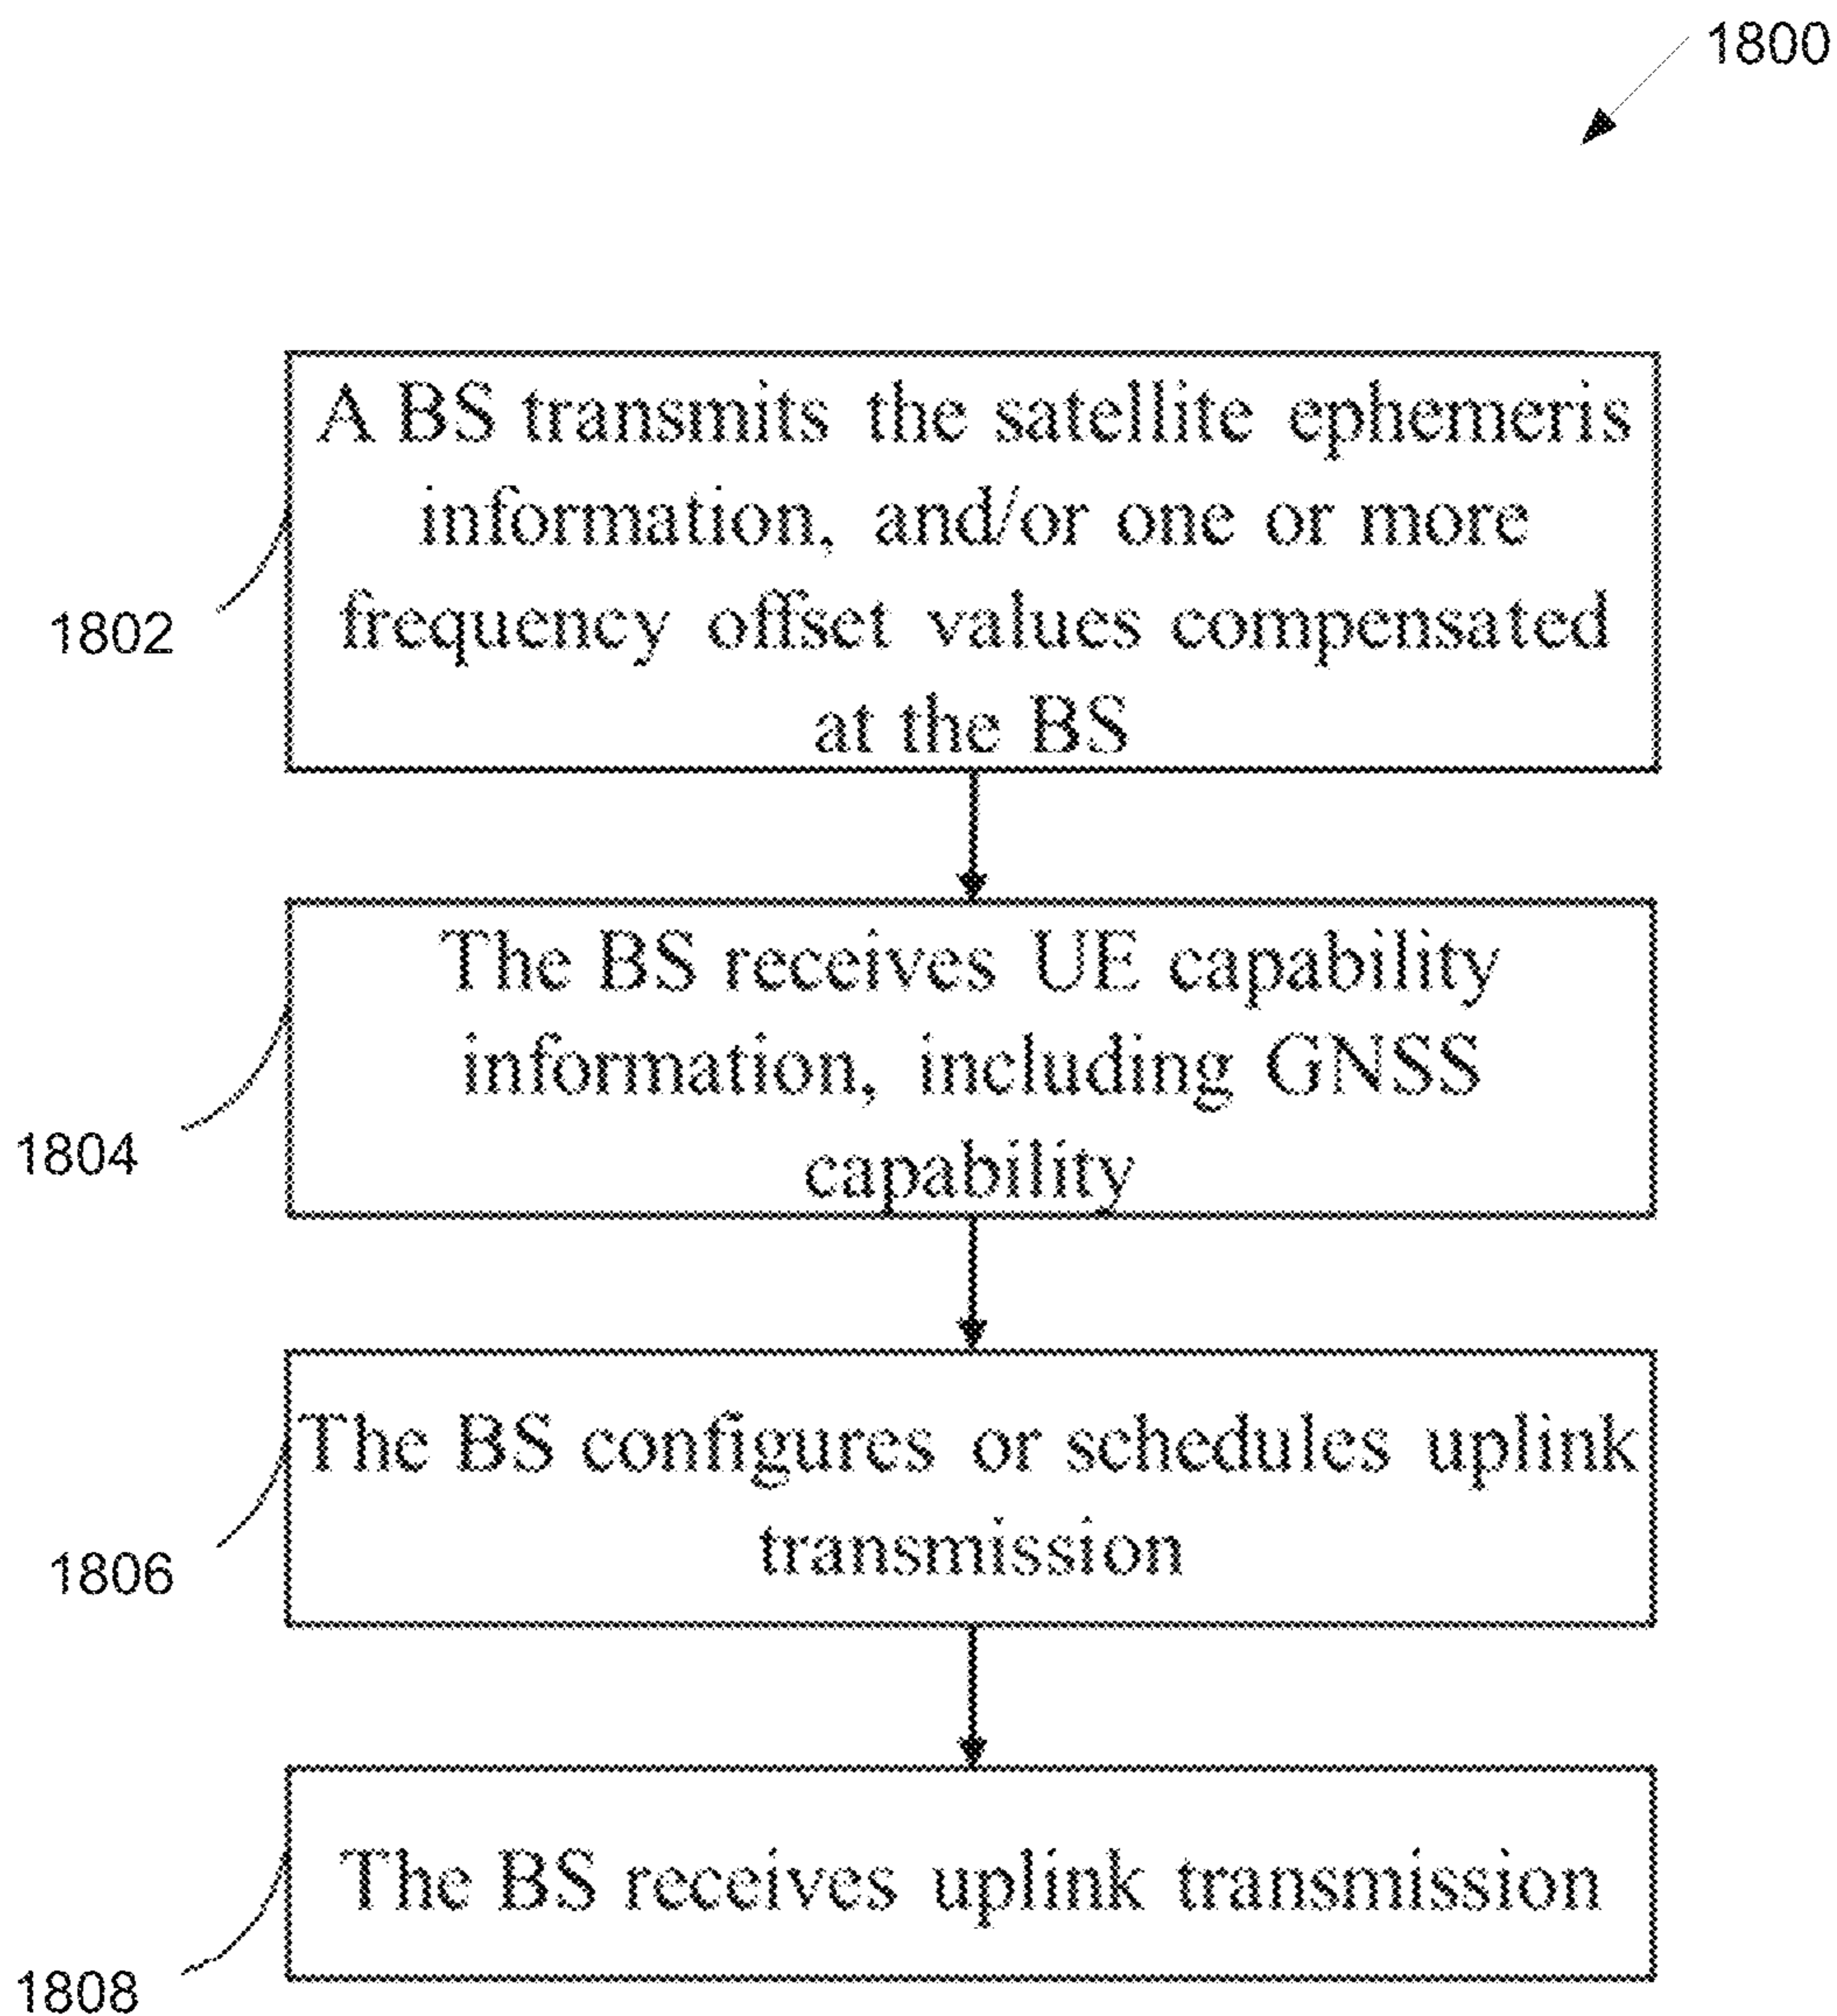 1800
A BS transmits the satellite ephemeris
information, and/or one or more
frequency offset values compensated
at the BS
1802
The BS receives UE capability
information, including GNSS
capability
1804
The BS configures or schedules uplink
transmission
1806
The BS receives uplink transmission
1808